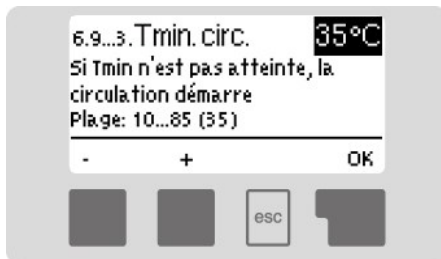 6.9...3.Tmin. circ. 35°C
Si Tmin n'est pas atteinte, la
circulation démarre
Plage: 10...85 (35)
- + OK
esc